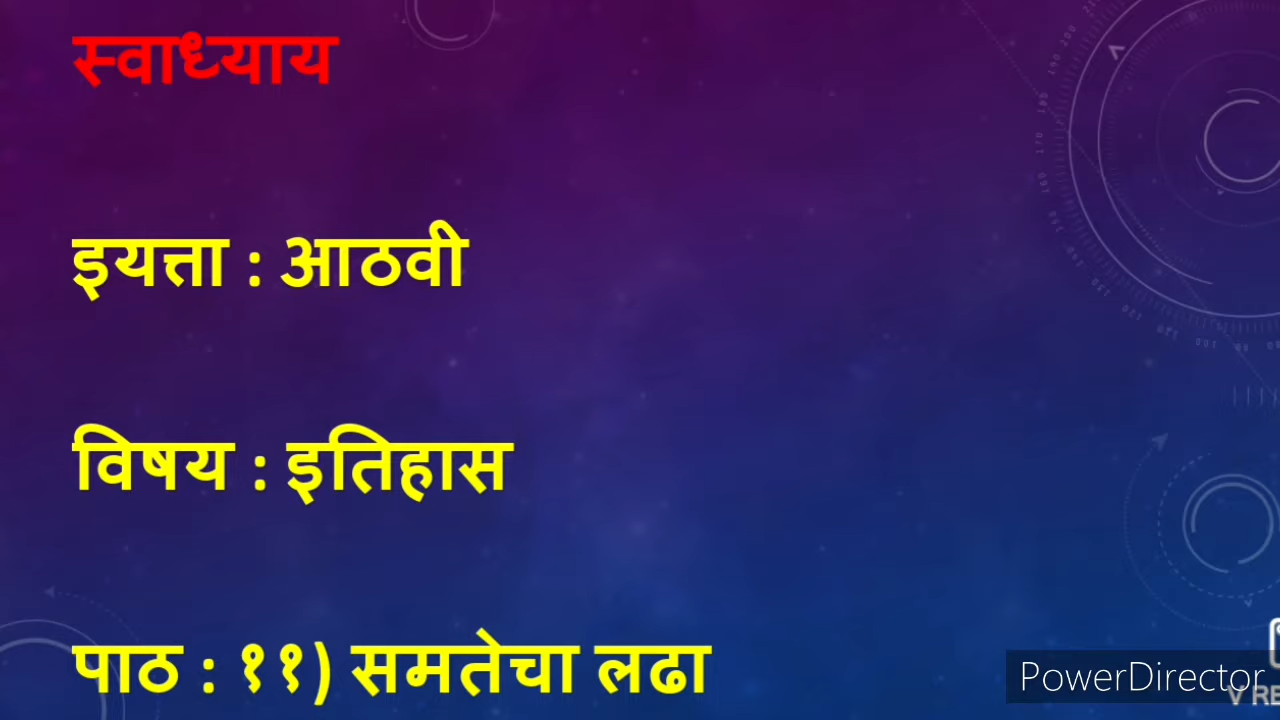 स्वाध्याय
इयत्ता : आठवी
विषय : इतिहास
पाठ : ११) समतेचा लढा
PowerDirector